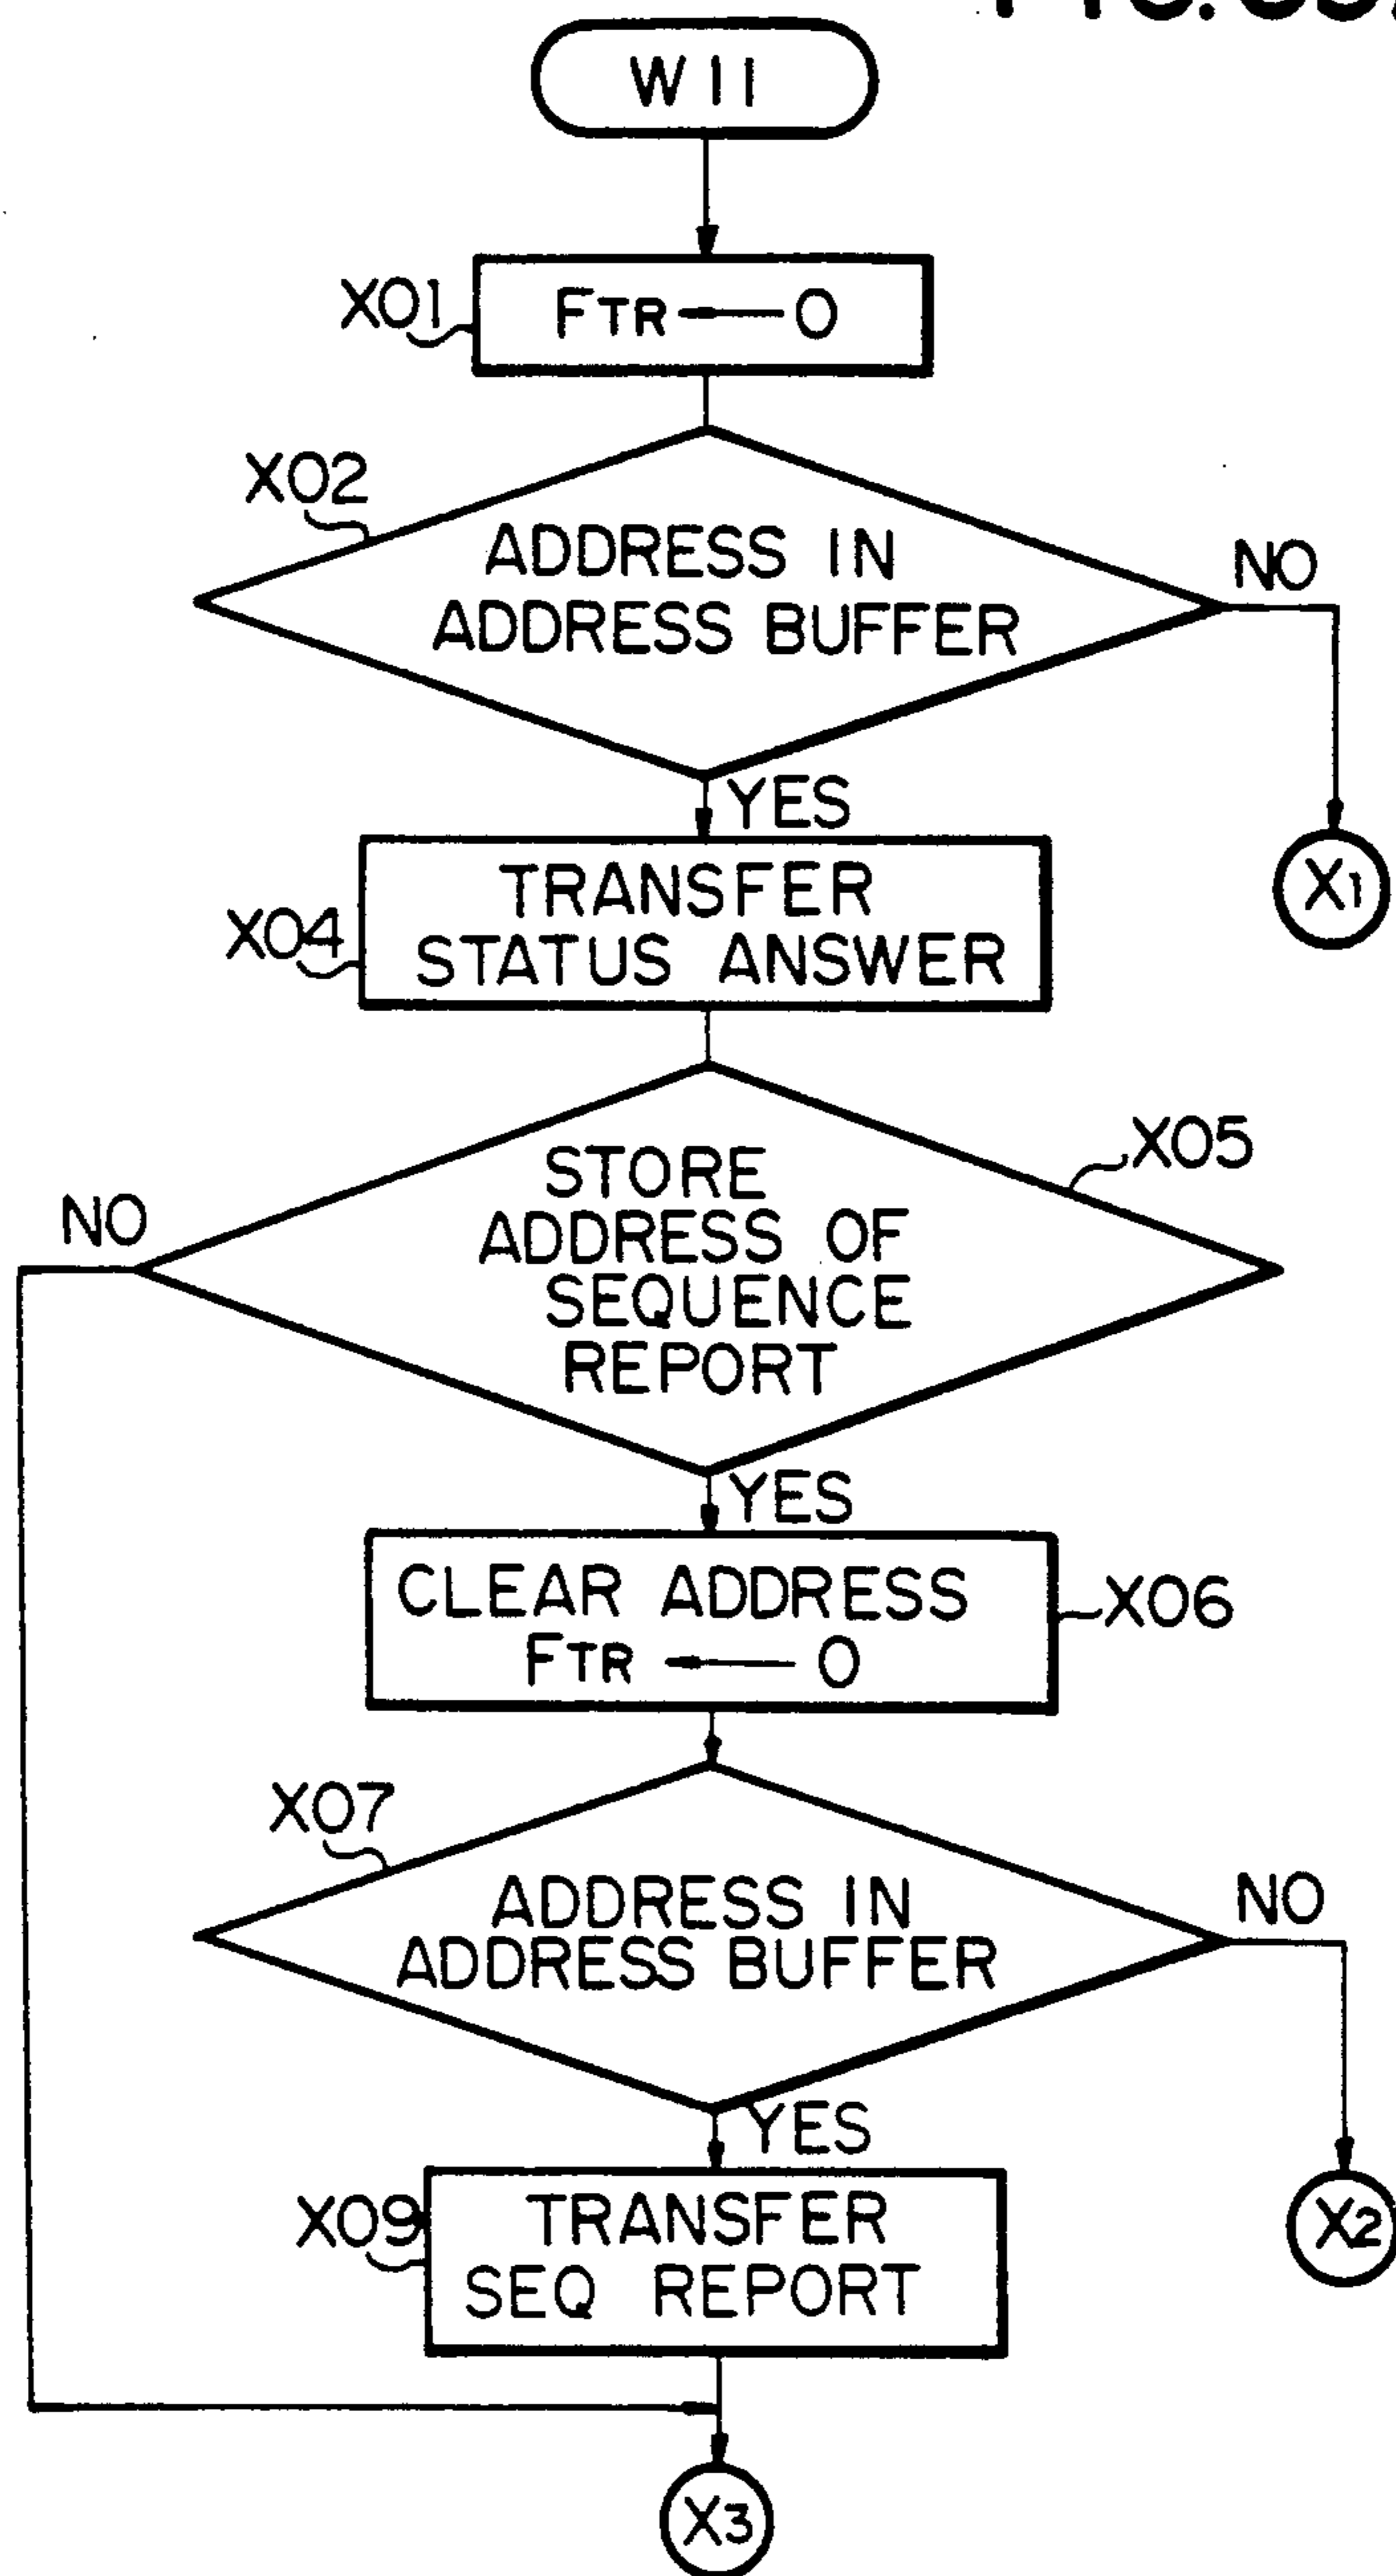 W11
X01
FTR ← 0
X02
ADDRESS IN
ADDRESS BUFFER
NO
YES
X1
X04
TRANSFER
STATUS ANSWER
X05
STORE
ADDRESS OF
SEQUENCE
REPORT
NO
YES
CLEAR ADDRESS
FTR ← 0
X06
X07
ADDRESS IN
ADDRESS BUFFER
NO
YES
X2
X09
TRANSFER
SEQ REPORT
X3